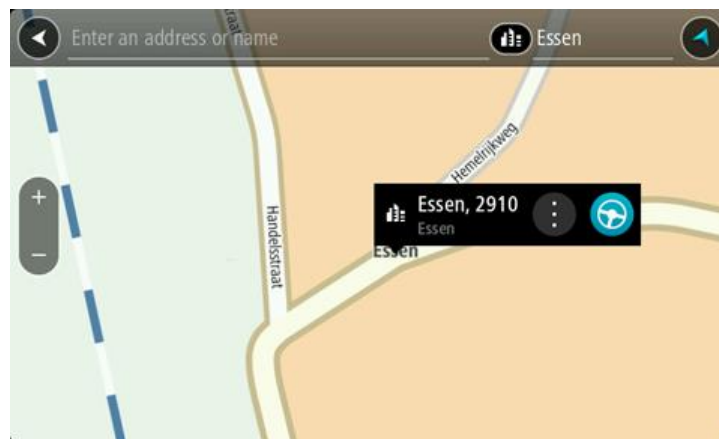 Enter an address or name
Essen
Hemelrijkweg
Essen, 2910
Essen
Essen
Handelsstraat